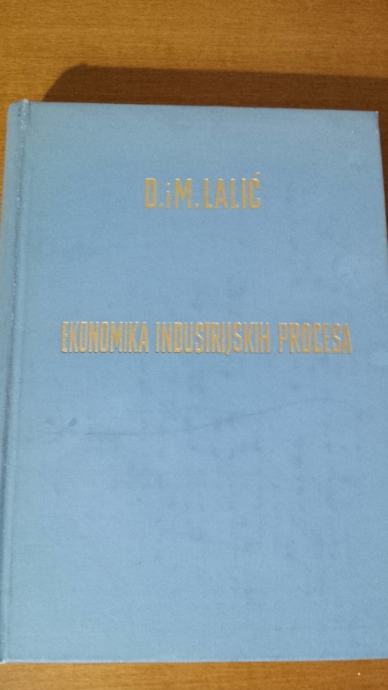 D. i M. LALIĆ
EKONOMIKA INDUSTRIJSKIH PROCESA